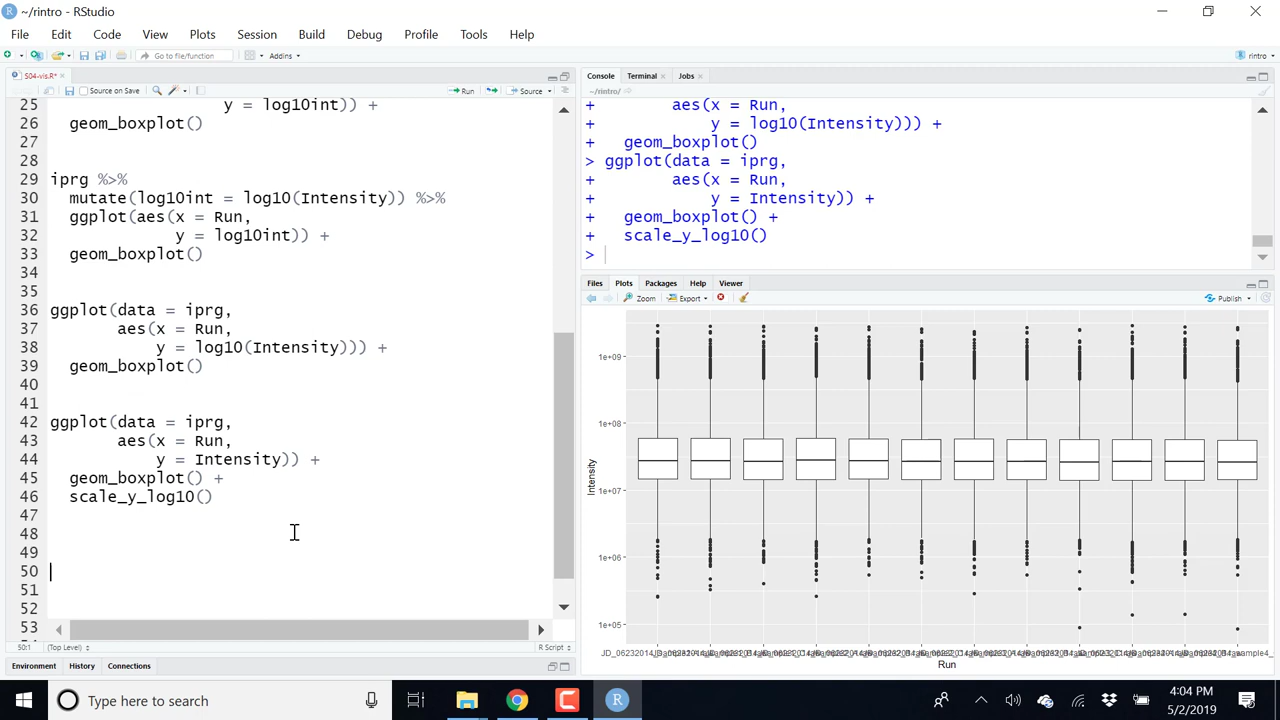 ~/rintro - RStudio
File Edit Code View Plots Session Build Debug Profile Tools Help
Go to file/function Addins rintro
S04-vis.R*
Source on Save Run Source
25 y = log10int)) +
26 geom_boxplot()
27
28
29 iprg %>%
30 mutate(log10int = log10(Intensity)) %>%
31 ggplot(aes(x = Run,
32 y = log10int)) +
33 geom_boxplot()
34
35
36 ggplot(data = iprg,
37 aes(x = Run,
38 y = log10(Intensity))) +
39 geom_boxplot()
40
41
42 ggplot(data = iprg,
43 aes(x = Run,
44 y = Intensity)) +
45 geom_boxplot() +
46 scale_y_log10()
47
48
49
50
51
52
53
50:1 (Top Level) R Script
Environment History Connections
Console Terminal Jobs
~/rintro/
+ aes(x = Run,
+ y = log10(Intensity))) +
+ geom_boxplot()
> ggplot(data = iprg,
+ aes(x = Run,
+ y = Intensity)) +
+ geom_boxplot() +
+ scale_y_log10()
>
Files Plots Packages Help Viewer
Zoom Export Publish
1e+09
1e+08
1e+07
1e+06
1e+05
Intensity
Run
Type here to search
4:04 PM
5/2/2019